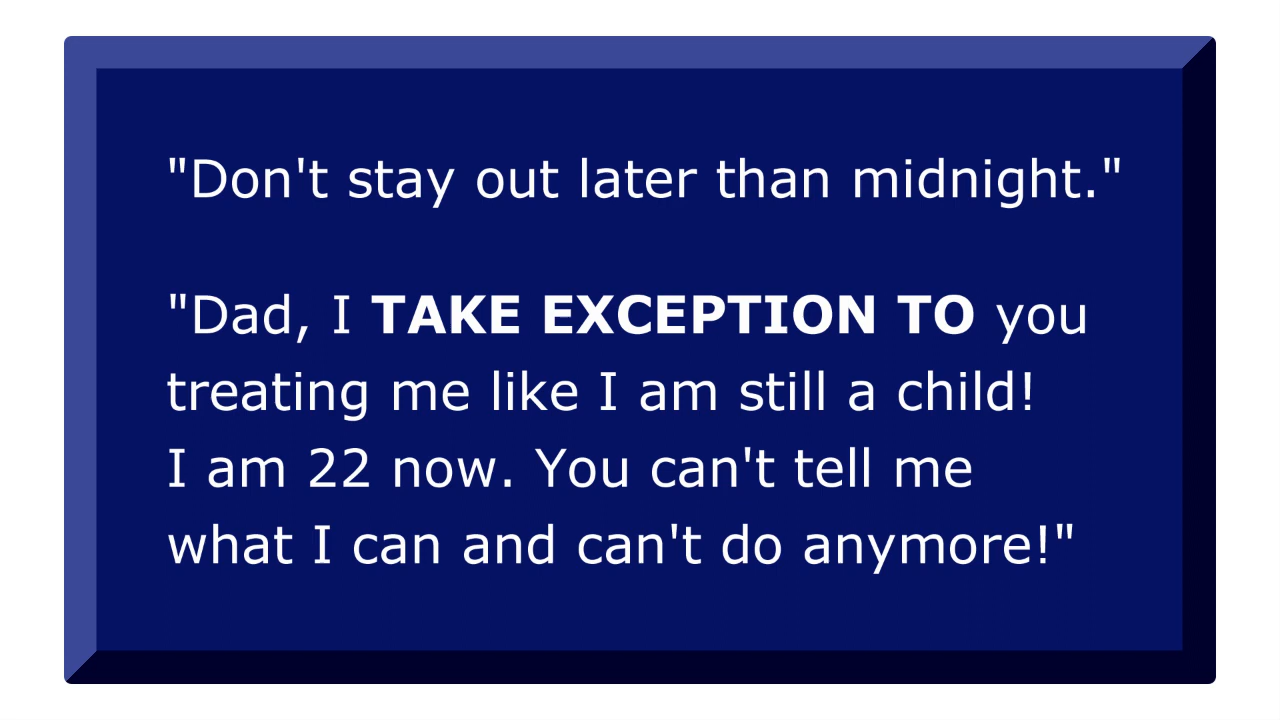 "Don't stay out later than midnight."
"Dad, I TAKE EXCEPTION TO you
treating me like I am still a child!
I am 22 now. You can't tell me
what I can and can't do anymore!"